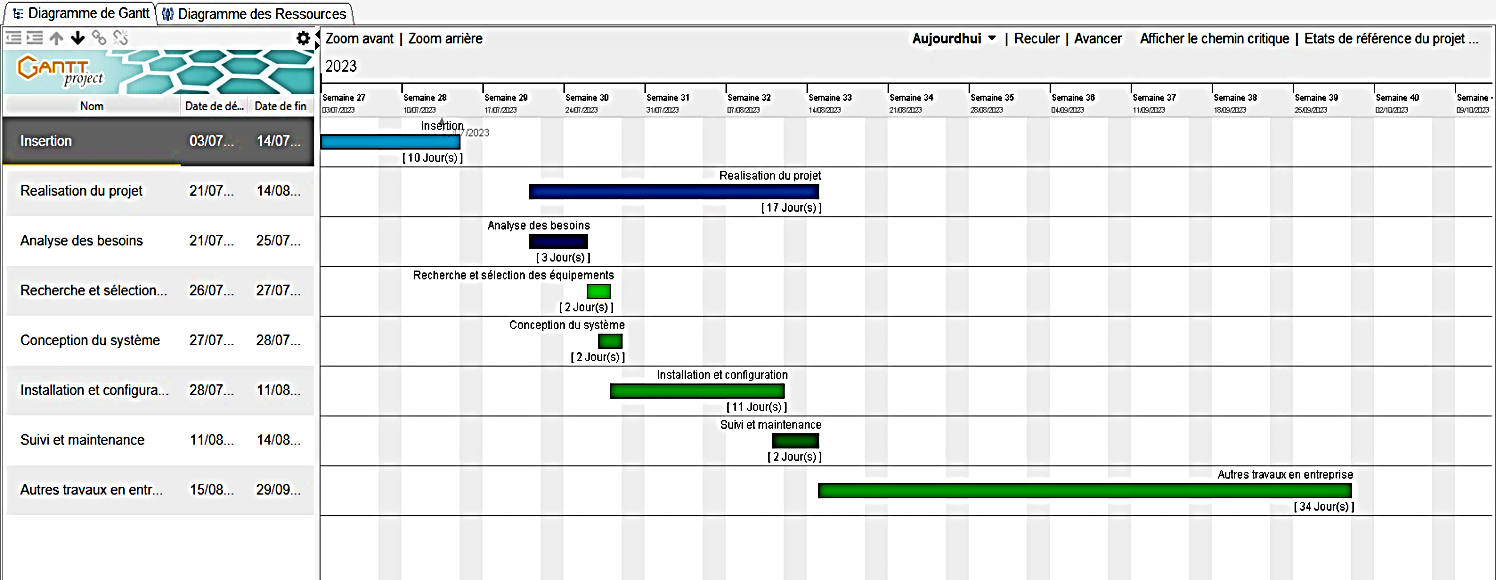 Diagramme de Gantt Diagramme des Ressources
Zoom avant | Zoom arrière Aujourdhui | Reculer | Avancer Afficher le chemin critique | Etats de référence du projet ...
GANTT project
2023
Nom Date de dé... Date de fin
Semaine 27 Semaine 28 Semaine 29 Semaine 30 Semaine 31 Semaine 32 Semaine 33 Semaine 34 Semaine 35 Semaine 36 Semaine 37 Semaine 38 Semaine 39 Semaine 40 Semaine
03/07/2023 10/07/2023 17/07/2023 24/07/2023 31/07/2023 07/08/2023 14/08/2023 21/08/2023 28/08/2023 04/09/2023 11/09/2023 18/09/2023 25/09/2023 02/10/2023 09/10/2023
Insertion 03/07... 14/07...
Insertion
/07/2023
[ 10 Jour(s) ]
Realisation du projet 21/07... 14/08...
Realisation du projet
[ 17 Jour(s) ]
Analyse des besoins 21/07... 25/07...
Analyse des besoins
[ 3 Jour(s) ]
Recherche et sélection... 26/07... 27/07...
Recherche et sélection des équipements
[ 2 Jour(s) ]
Conception du système 27/07... 28/07...
Conception du système
[ 2 Jour(s) ]
Installation et configura... 28/07... 11/08...
Installation et configuration
[ 11 Jour(s) ]
Suivi et maintenance 11/08... 14/08...
Suivi et maintenance
[ 2 Jour(s) ]
Autres travaux en entr... 15/08... 29/09...
Autres travaux en entreprise
[ 34 Jour(s) ]